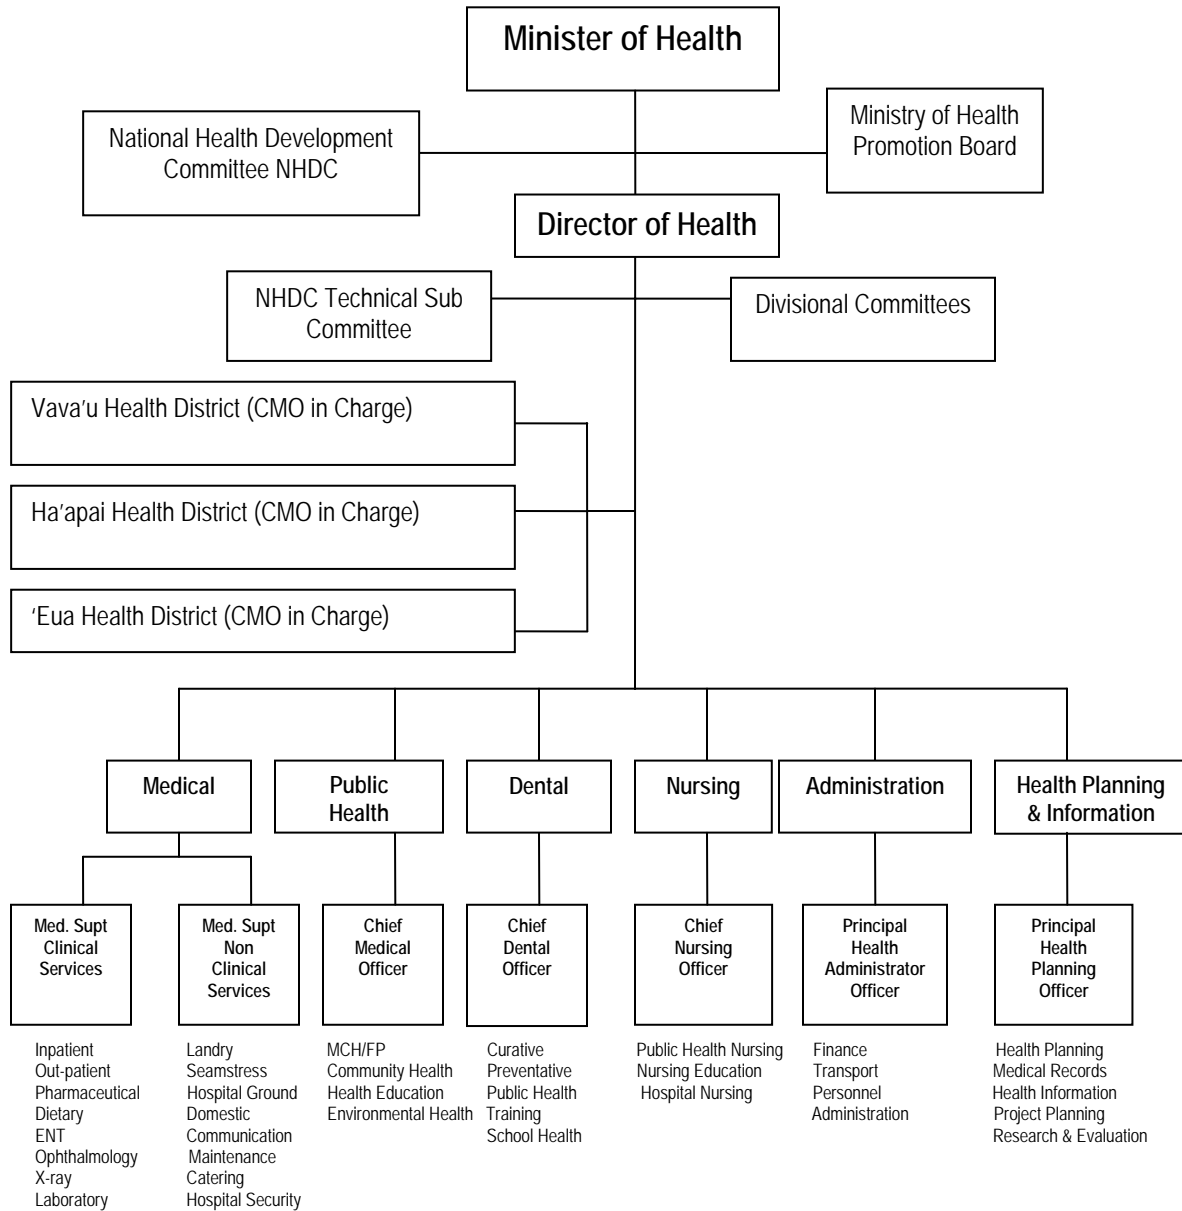 Minister of Health
National Health Development
Committee NHDC
Ministry of Health
Promotion Board
Director of Health
NHDC Technical Sub
Committee
Divisional Committees
Vava'u Health District (CMO in Charge)
Ha'apai Health District (CMO in Charge)
'Eua Health District (CMO in Charge)
Medical
Public
Health
Dental
Nursing
Administration
Health Planning
& Information
Med. Supt
Clinical
Services
Med. Supt
Non
Clinical
Services
Chief
Medical
Officer
Chief
Dental
Officer
Chief
Nursing
Officer
Principal
Health
Administrator
Officer
Principal
Health
Planning
Officer
Inpatient
Out-patient
Pharmaceutical
Dietary
ENT
Ophthalmology
X-ray
Laboratory
Landry
Seamstress
Hospital Ground
Domestic
Communication
Maintenance
Catering
Hospital Security
MCH/FP
Community Health
Health Education
Environmental Health
Curative
Preventative
Public Health
Training
School Health
Public Health Nursing
Nursing Education
Hospital Nursing
Finance
Transport
Personnel
Administration
Health Planning
Medical Records
Health Information
Project Planning
Research & Evaluation